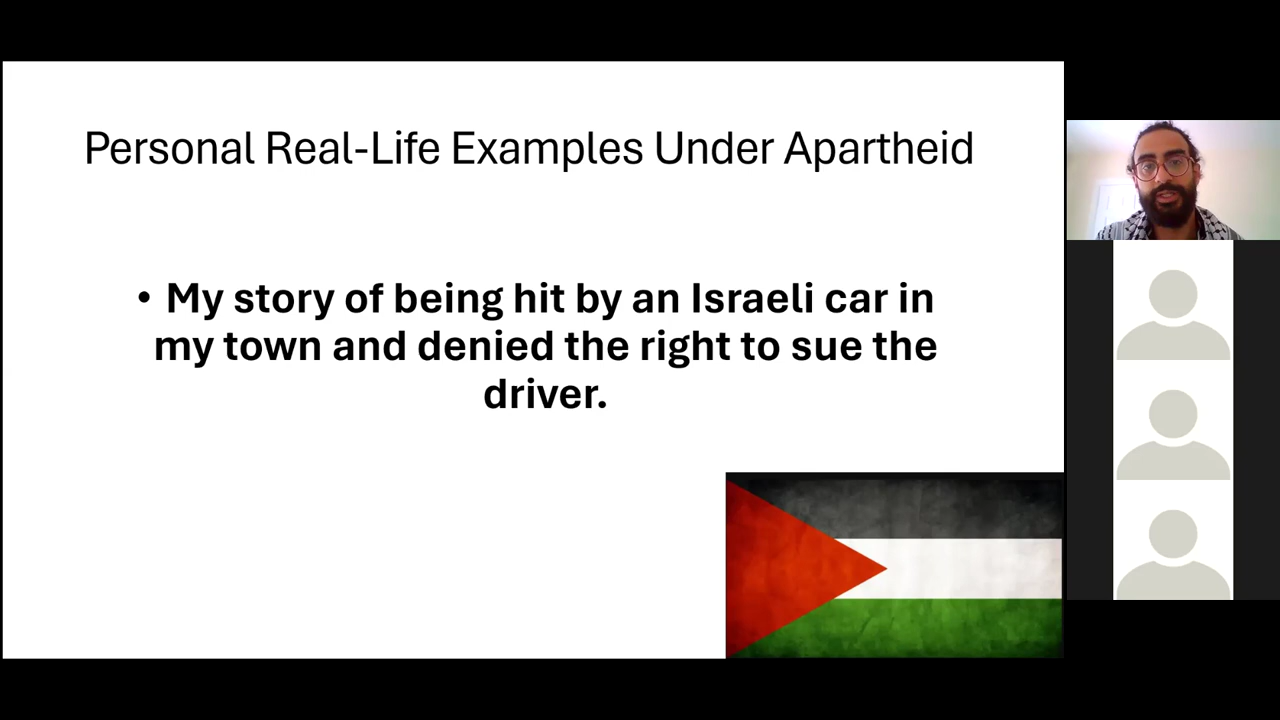 Personal Real-Life Examples Under Apartheid
• My story of being hit by an Israeli car in
my town and denied the right to sue the
driver.